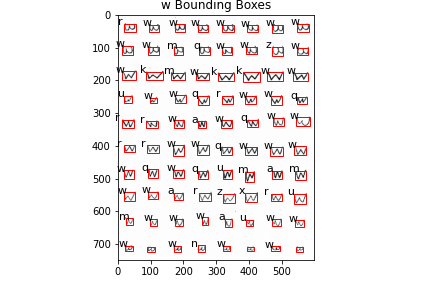 w Bounding Boxes
0
r w w w w w w w
100
w w m q w w z w
w k m w k k w w
200
u w w q r w w q
300
r r w a w q w w
400
r r w w q w w w
w q w q u m a m
500
w w a r z x r u
600
m w w w a u w w
700
w w n w w
0 100 200 300 400 500